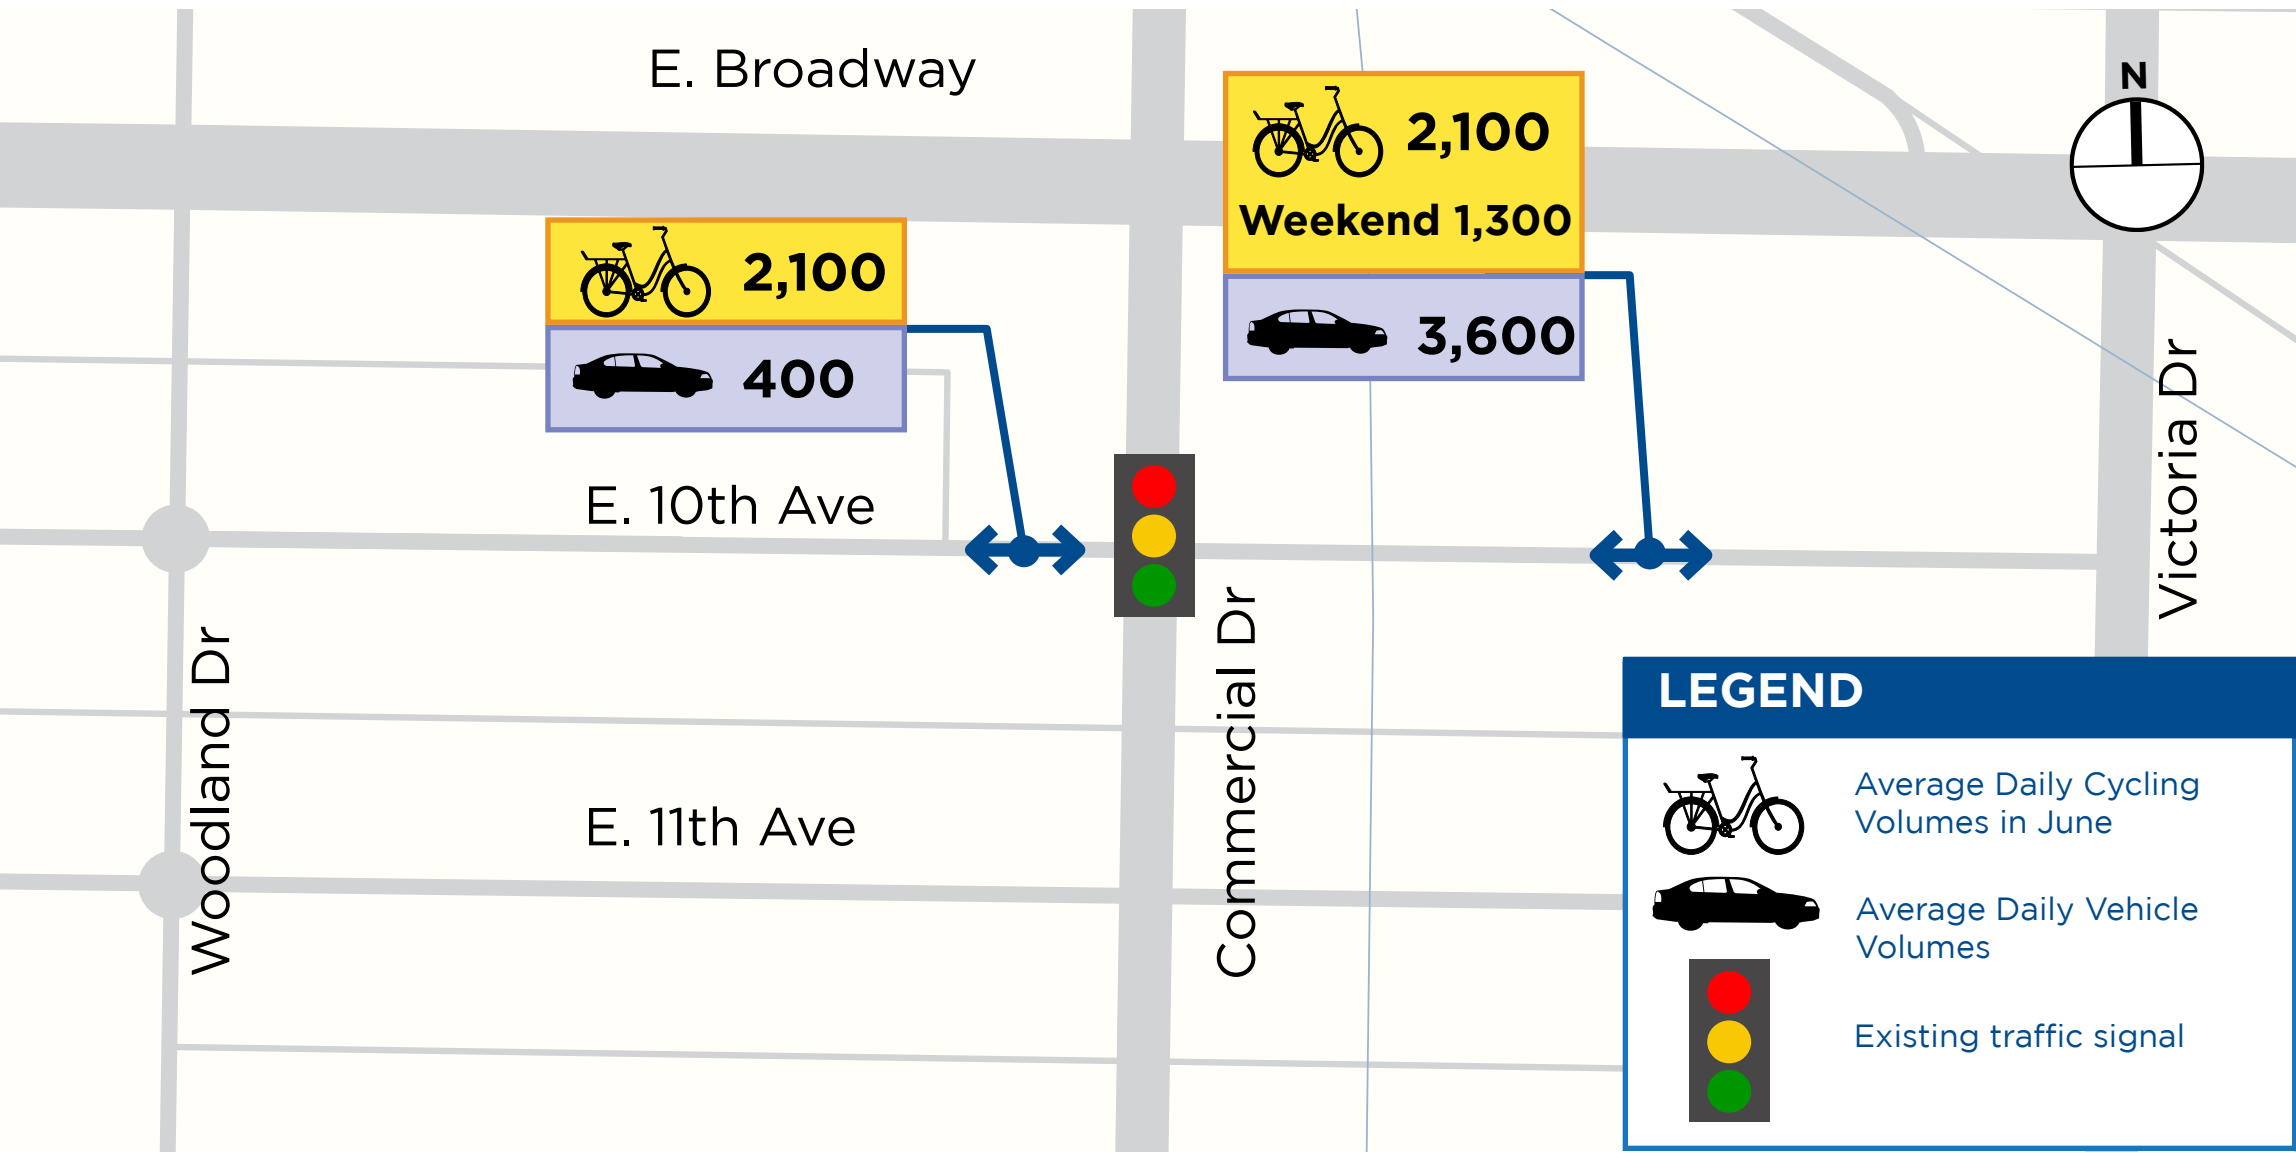 E. Broadway
N
2,100
Weekend 1,300
3,600
2,100
400
E. 10th Ave
Victoria Dr
Woodland Dr
Commercial Dr
E. 11th Ave
LEGEND
Average Daily Cycling
Volumes in June
Average Daily Vehicle
Volumes
Existing traffic signal